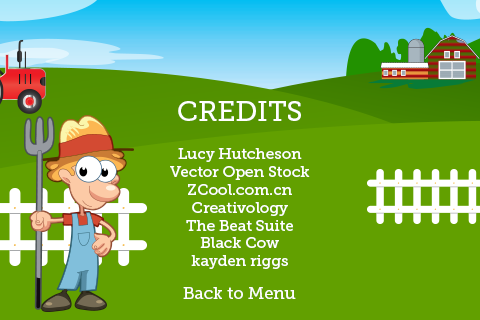 CREDITS
Lucy Hutcheson
Vector Open Stock
ZCool.com.cn
Creativology
The Beat Suite
Black Cow
kayden riggs
Back to Menu